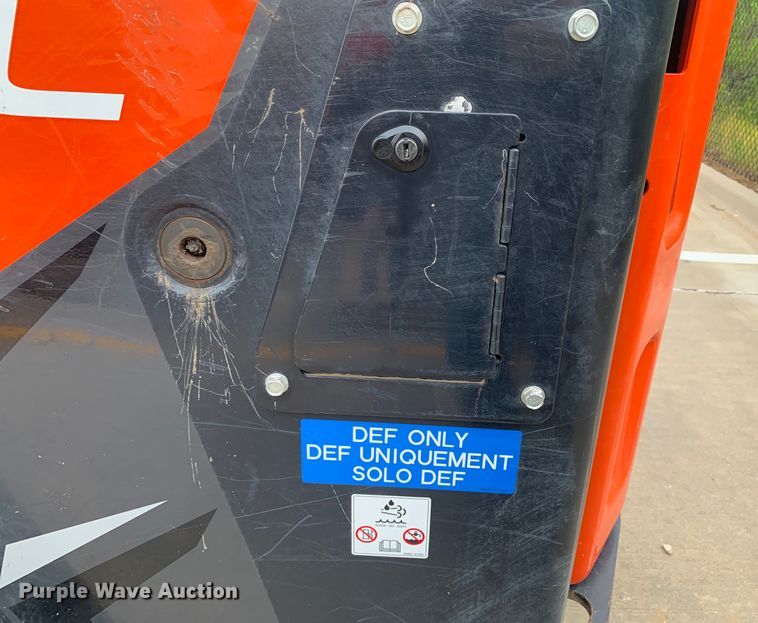 DEF ONLY
DEF UNIQUEMENT
SOLO DEF
Purple Wave Auction